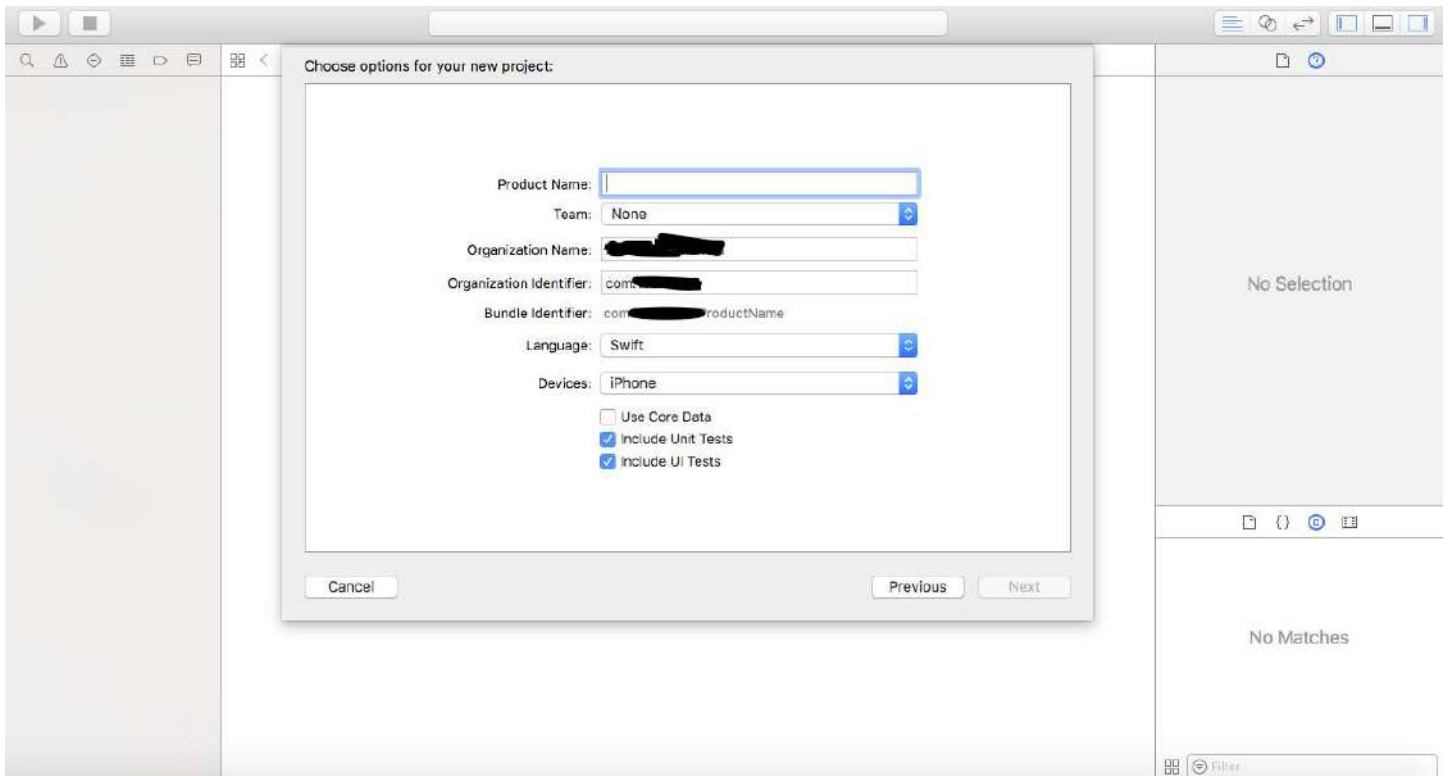 Choose options for your new project:
Product Name:
Team: None
Organization Name:
Organization Identifier: com.
Bundle Identifier: com roductName
Language: Swift
Devices: iPhone
Use Core Data
Include Unit Tests
Include UI Tests
Cancel Previous Next
No Selection
No Matches
Filter